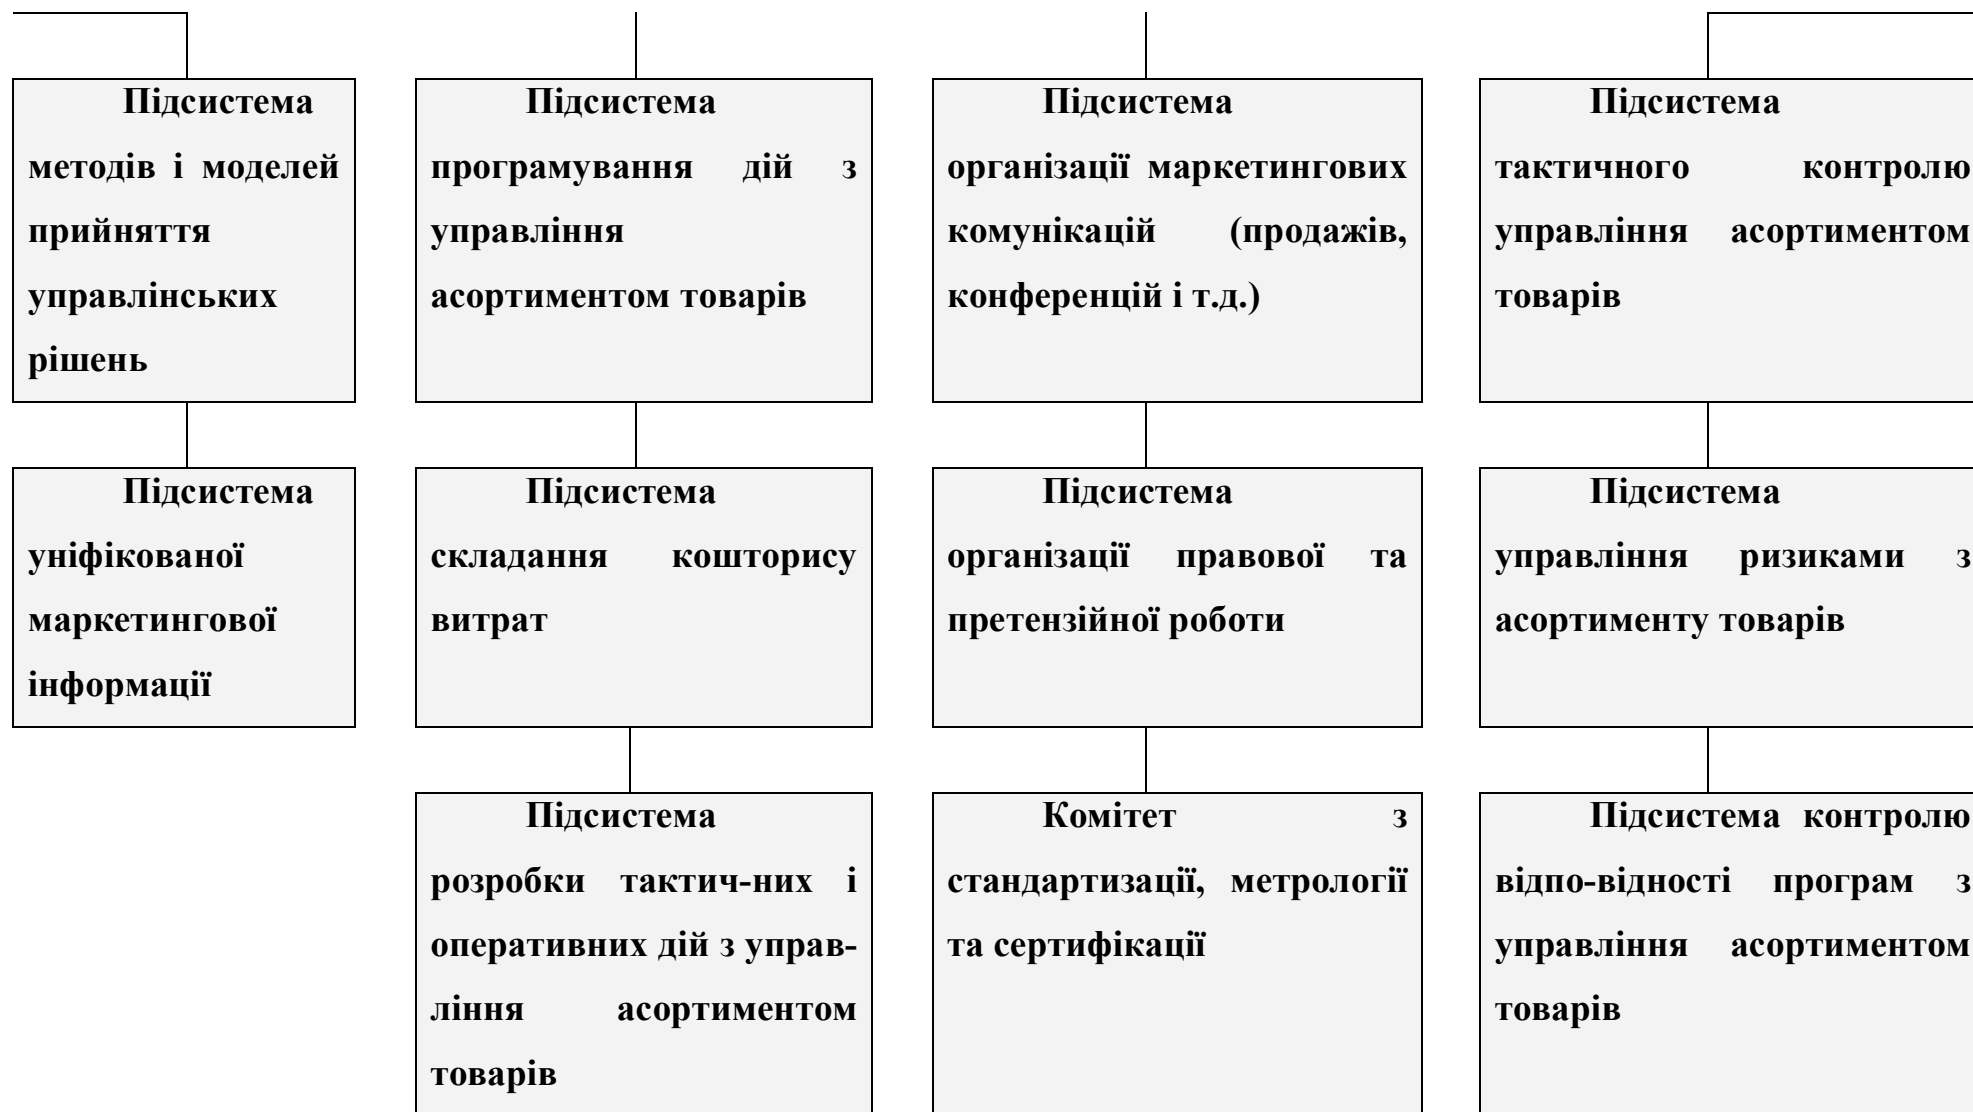 Підсистема
методів і моделей
прийняття
управлінських
рішень
Підсистема
програмування дій з
управління
асортиментом товарів
Підсистема
організації маркетингових
комунікацій (продажів,
конференцій і т.д.)
Підсистема
тактичного контролю
управління асортиментом
товарів
Підсистема
уніфікованої
маркетингової
інформації
Підсистема
складання кошторису
витрат
Підсистема
організації правової та
претензійної роботи
Підсистема
управління ризиками з
асортименту товарів
Підсистема
розробки тактич-них і
оперативних дій з управ-
ління асортиментом
товарів
Комітет з
стандартизації, метрології
та сертифікації
Підсистема контролю
відпо-відності програм з
управління асортиментом
товарів